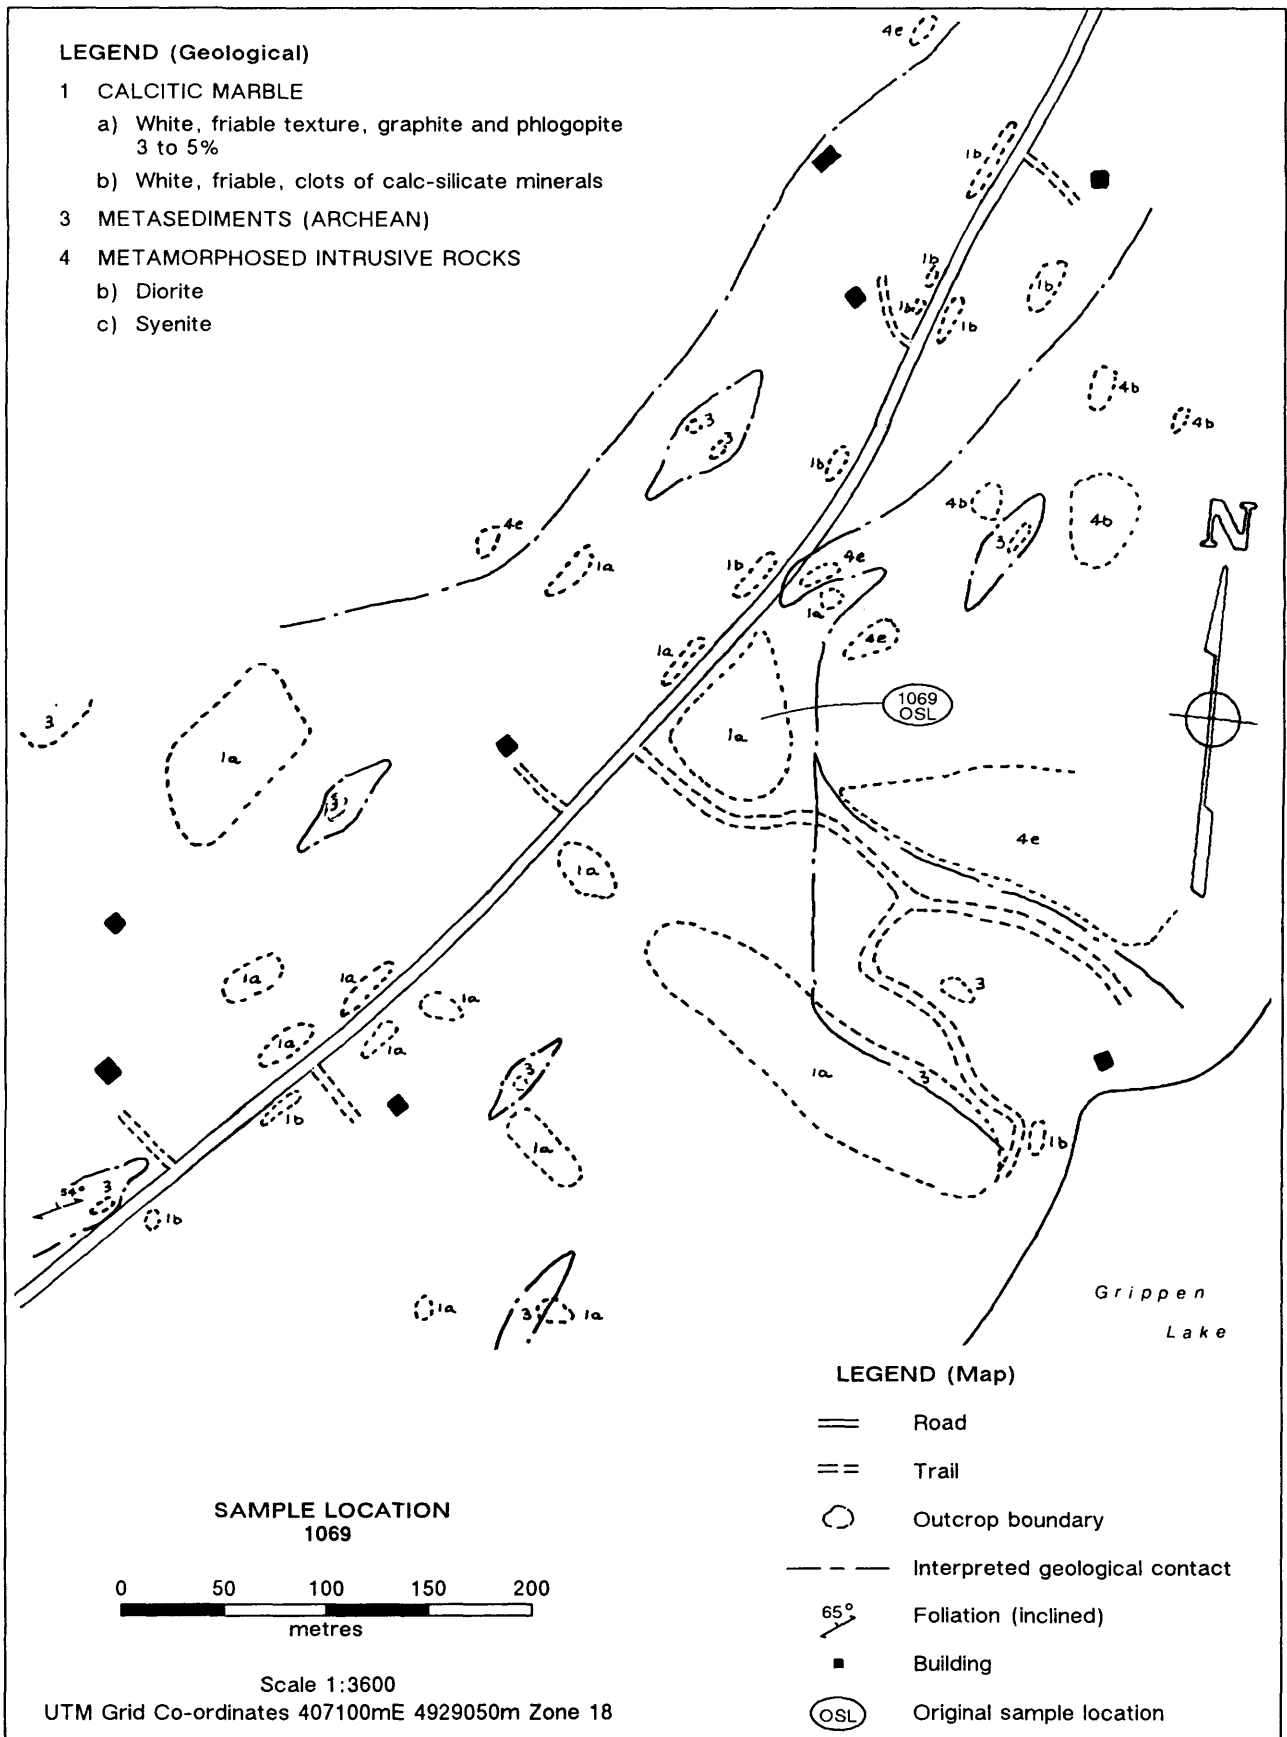 LEGEND (Geological)
1 CALCITIC MARBLE
a) White, friable texture, graphite and phlogopite
3 to 5%
b) White, friable, clots of calc-silicate minerals
3 METASEDIMENTS (ARCHEAN)
4 METAMORPHOSED INTRUSIVE ROCKS
b) Diorite
c) Syenite
4e
1b
1b
1b
1b
1b
4b
4b
3
3
1b
4b
4b
3
N
4e
1a
1b
4e
1a
4e
1a
1069
OSL
3
1a
1a
3
4e
1a
1a
1a
1a
3
1a
1a
3
1a
3
1b
1b
1a
54°
3
1b
1a
3
1a
Grippen
Lake
LEGEND (Map)
Road
Trail
Outcrop boundary
Interpreted geological contact
65°
Foliation (inclined)
Building
OSL
Original sample location
SAMPLE LOCATION
1069
0 50 100 150 200
metres
Scale 1:3600
UTM Grid Co-ordinates 407100mE 4929050m Zone 18